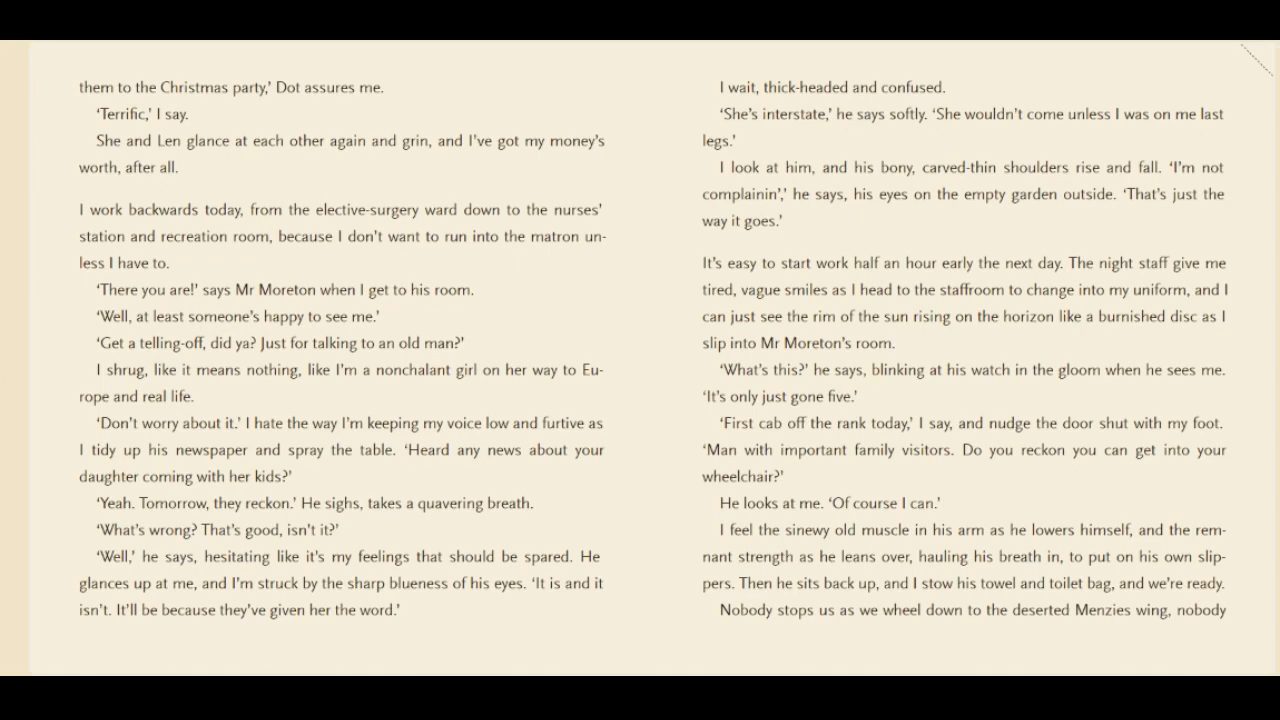 them to the Christmas party,’ Dot assures me.
‘Terrific,’ I say.
She and Len glance at each other again and grin, and I’ve got my money’s
worth, after all.
I work backwards today, from the elective-surgery ward down to the nurses’
station and recreation room, because I don’t want to run into the matron un-
less I have to.
‘There you are!’ says Mr Moreton when I get to his room.
‘Well, at least someone’s happy to see me.’
‘Get a telling-off, did ya? Just for talking to an old man?’
I shrug, like it means nothing, like I’m a nonchalant girl on her way to Eu-
rope and real life.
‘Don’t worry about it.’ I hate the way I’m keeping my voice low and furtive as
I tidy up his newspaper and spray the table. ‘Heard any news about your
daughter coming with her kids?’
‘Yeah. Tomorrow, they reckon.’ He sighs, takes a quavering breath.
‘What’s wrong? That’s good, isn’t it?’
‘Well,’ he says, hesitating like it’s my feelings that should be spared. He
glances up at me, and I’m struck by the sharp blueness of his eyes. ‘It is and it
isn’t. It’ll be because they’ve given her the word.’
I wait, thick-headed and confused.
‘She’s interstate,’ he says softly. ‘She wouldn’t come unless I was on me last
legs.’
I look at him, and his bony, carved-thin shoulders rise and fall. ‘I’m not
complainin’,’ he says, his eyes on the empty garden outside. ‘That’s just the
way it goes.’
It’s easy to start work half an hour early the next day. The night staff give me
tired, vague smiles as I head to the staffroom to change into my uniform, and I
can just see the rim of the sun rising on the horizon like a burnished disc as I
slip into Mr Moreton’s room.
‘What’s this?’ he says, blinking at his watch in the gloom when he sees me.
‘It’s only just gone five.’
‘First cab off the rank today,’ I say, and nudge the door shut with my foot.
‘Man with important family visitors. Do you reckon you can get into your
wheelchair?’
He looks at me. ‘Of course I can.’
I feel the sinewy old muscle in his arm as he lowers himself, and the rem-
nant strength as he leans over, hauling his breath in, to put on his own slip-
pers. Then he sits back up, and I stow his towel and toilet bag, and we’re ready.
Nobody stops us as we wheel down to the deserted Menzies wing, nobody